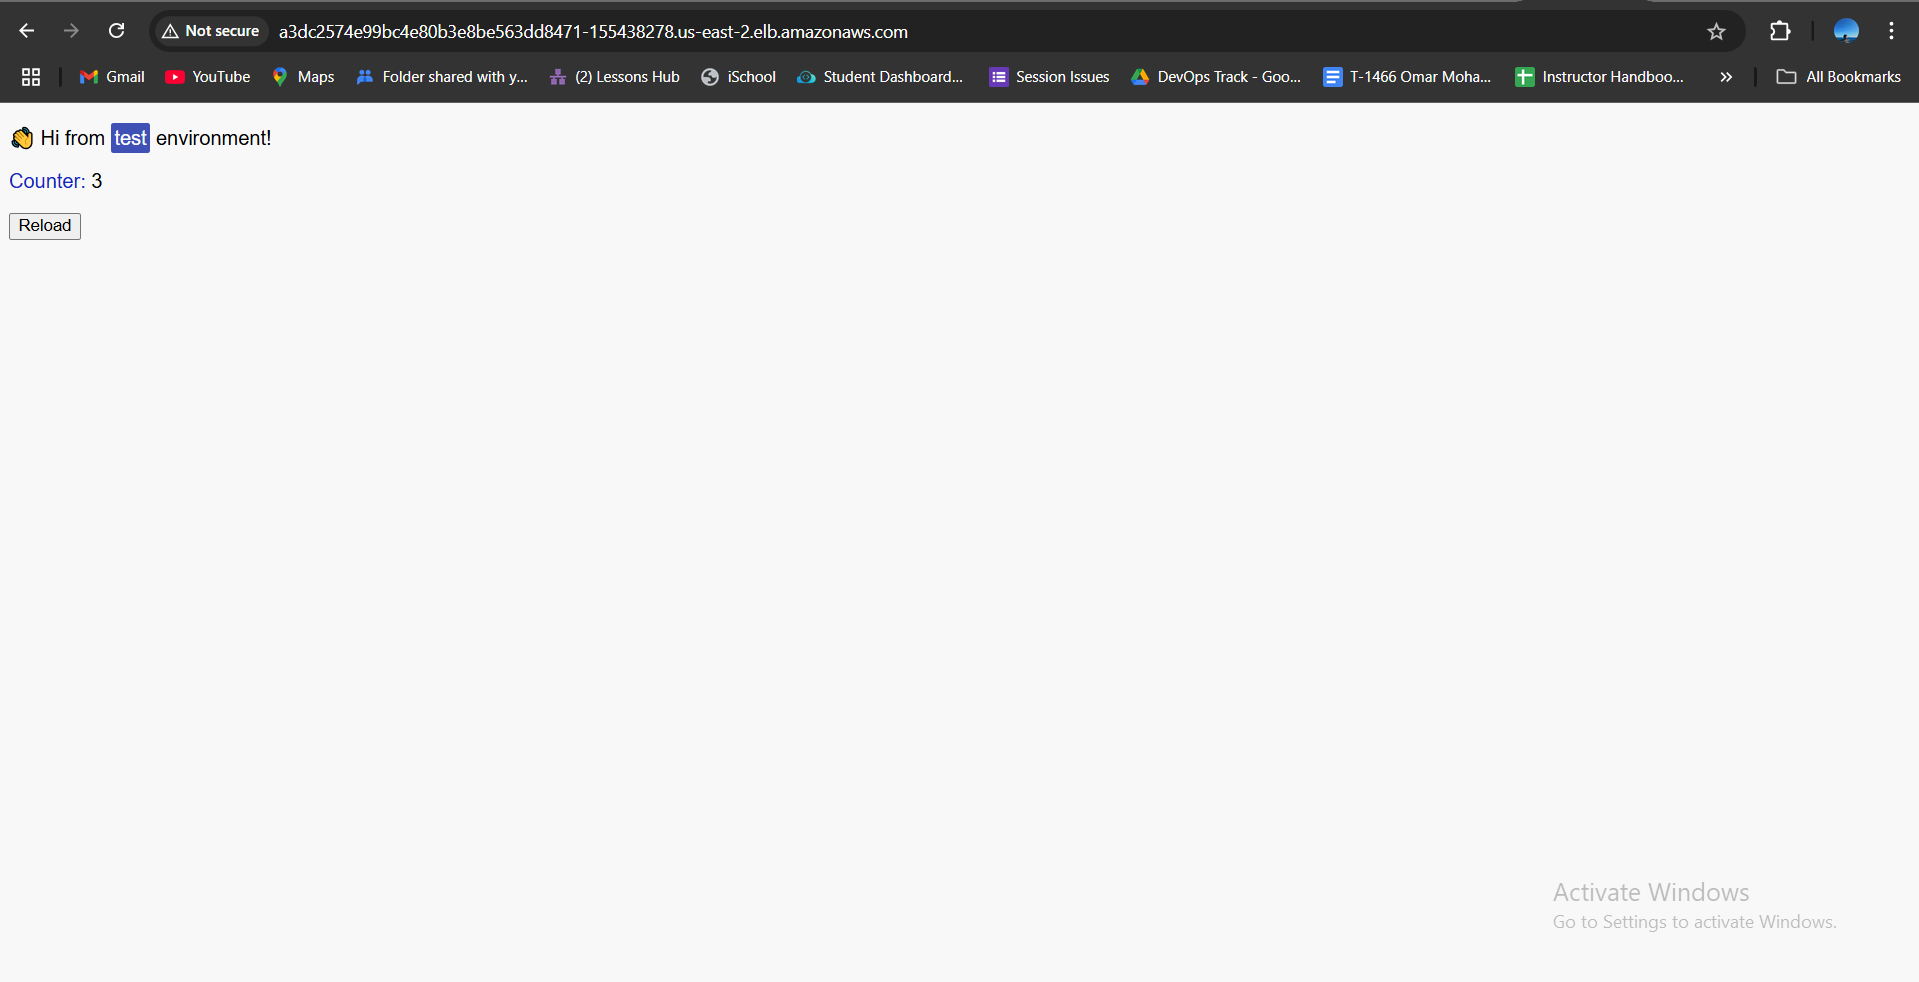 Not secure a3dc2574e99bc4e80b3e8be563dd8471-155438278.us-east-2.elb.amazonaws.com
Gmail YouTube Maps Folder shared with y... (2) Lessons Hub iSchool Student Dashboard... Session Issues DevOps Track - Goo... T-1466 Omar Moha... Instructor Handboo... » All Bookmarks
👋 Hi from test environment!
Counter: 3
Reload
Activate Windows
Go to Settings to activate Windows.